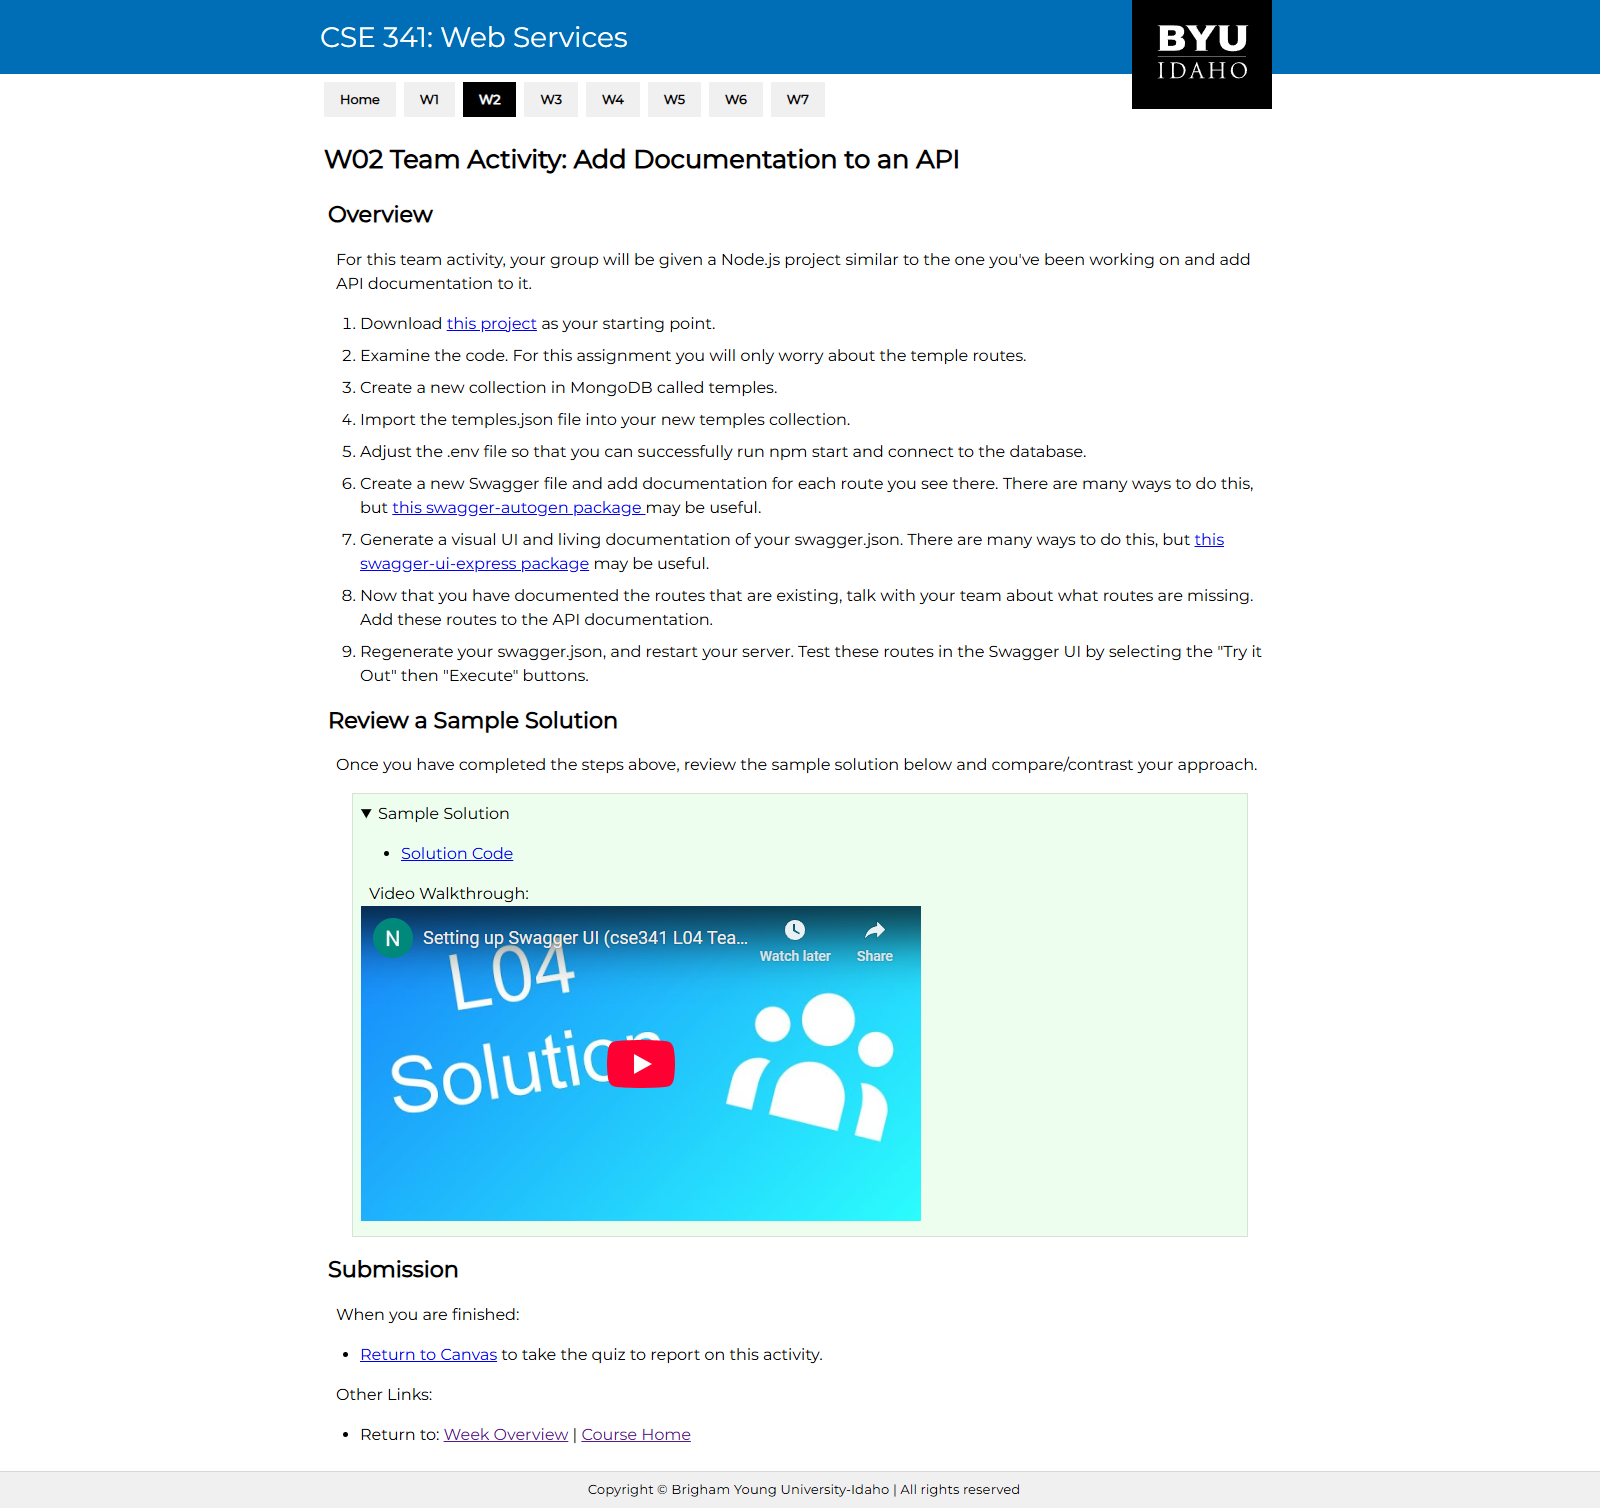 CSE 341: Web Services
BYU
IDAHO
Home W1 W2 W3 W4 W5 W6 W7
W02 Team Activity: Add Documentation to an API
Overview
For this team activity, your group will be given a Node.js project similar to the one you've been working on and add
API documentation to it.
1. Download this project as your starting point.
2. Examine the code. For this assignment you will only worry about the temple routes.
3. Create a new collection in MongoDB called temples.
4. Import the temples.json file into your new temples collection.
5. Adjust the .env file so that you can successfully run npm start and connect to the database.
6. Create a new Swagger file and add documentation for each route you see there. There are many ways to do this,
but this swagger-autogen package may be useful.
7. Generate a visual UI and living documentation of your swagger.json. There are many ways to do this, but this
swagger-ui-express package may be useful.
8. Now that you have documented the routes that are existing, talk with your team about what routes are missing.
Add these routes to the API documentation.
9. Regenerate your swagger.json, and restart your server. Test these routes in the Swagger UI by selecting the "Try it
Out" then "Execute" buttons.
Review a Sample Solution
Once you have completed the steps above, review the sample solution below and compare/contrast your approach.
Sample Solution
• Solution Code
Video Walkthrough:
N Setting up Swagger UI (cse341 L04 Tea...
Watch later Share
L04
Solution
Submission
When you are finished:
• Return to Canvas to take the quiz to report on this activity.
Other Links:
• Return to: Week Overview | Course Home
Copyright © Brigham Young University-Idaho | All rights reserved